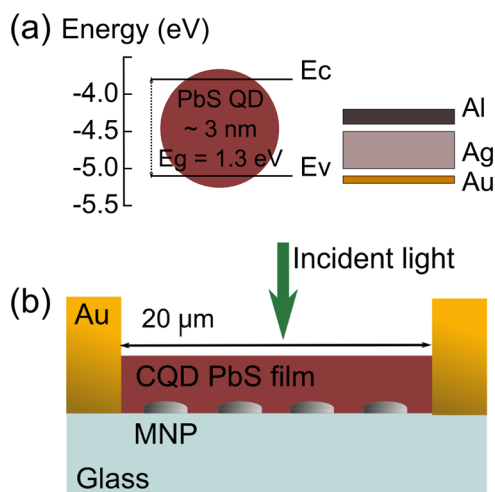 (a) Energy (eV)
-4.0
-4.5
-5.0
-5.5
Ec
PbS QD
~ 3 nm
Eg = 1.3 eV
Ev
Al
Ag
Au
Incident light
(b)
Au
20 μm
CQD PbS film
MNP
Glass